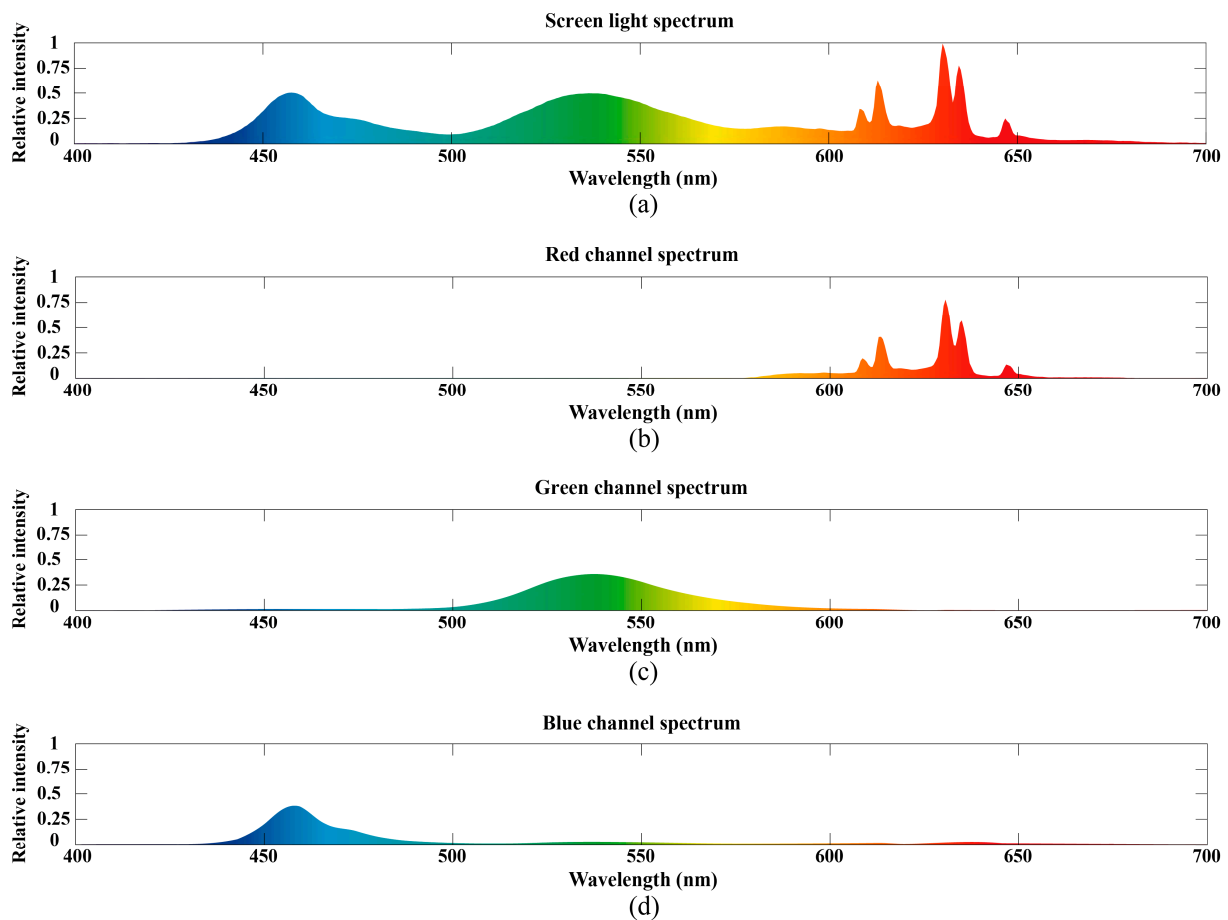 Screen light spectrum
Relative intensity
1
0.75
0.5
0.25
0
400 450 500 550 600 650 700
Wavelength (nm)
(a)
Red channel spectrum
Relative intensity
1
0.75
0.5
0.25
0
400 450 500 550 600 650 700
Wavelength (nm)
(b)
Green channel spectrum
Relative intensity
1
0.75
0.5
0.25
0
400 450 500 550 600 650 700
Wavelength (nm)
(c)
Blue channel spectrum
Relative intensity
1
0.75
0.5
0.25
0
400 450 500 550 600 650 700
Wavelength (nm)
(d)